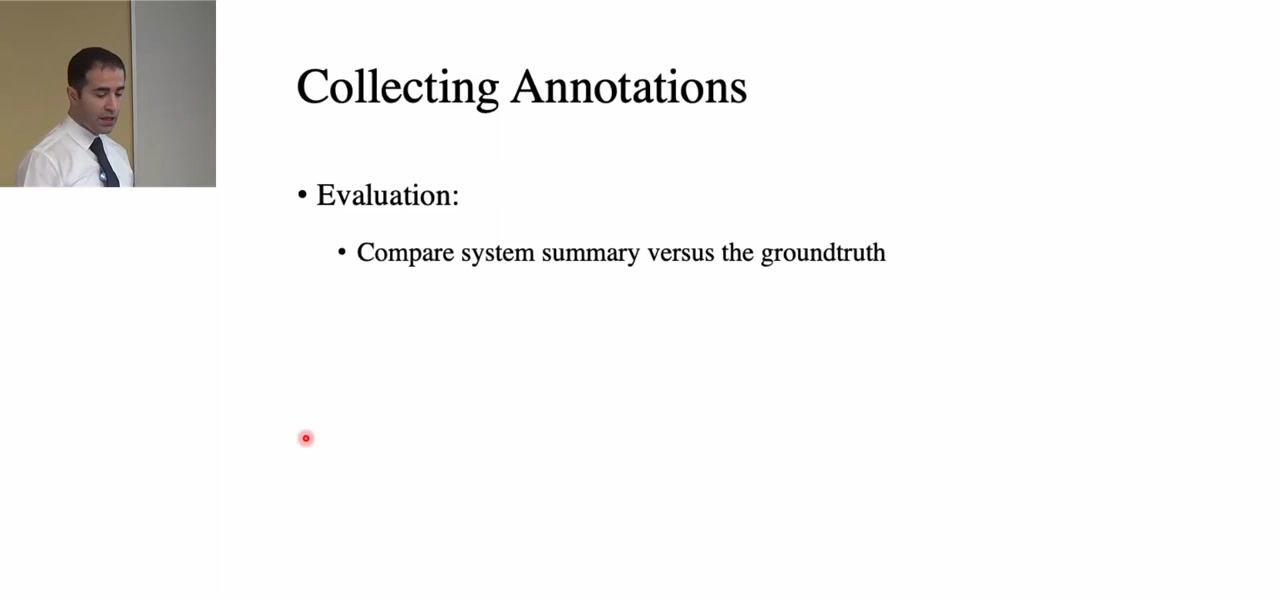 Collecting Annotations
• Evaluation:
• Compare system summary versus the groundtruth